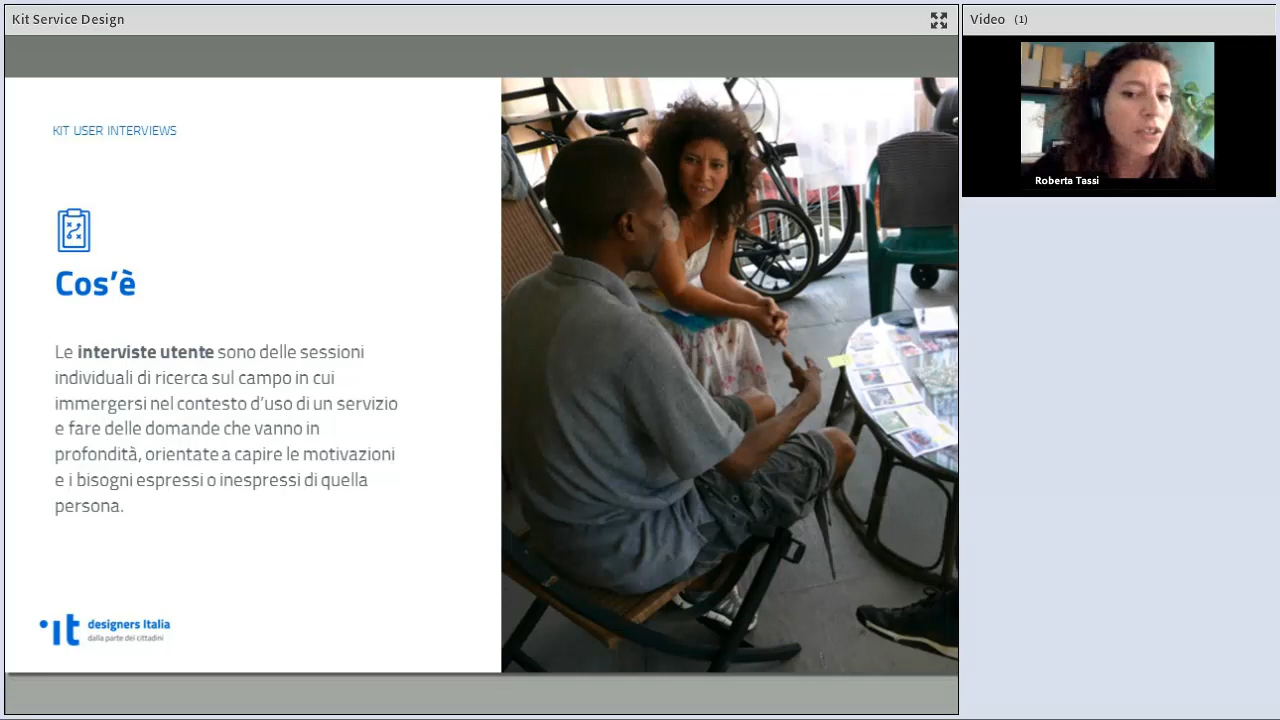 Kit Service Design
Video (1)
Roberta Tassi
KIT USER INTERVIEWS
Cos'è
Le interviste utente sono delle sessioni
individuali di ricerca sul campo in cui
immergersi nel contesto d'uso di un servizio
e fare delle domande che vanno in
profondità, orientate a capire le motivazioni
e i bisogni espressi o inespressi di quella
persona.
it designers Italia
dalla parte dei cittadini